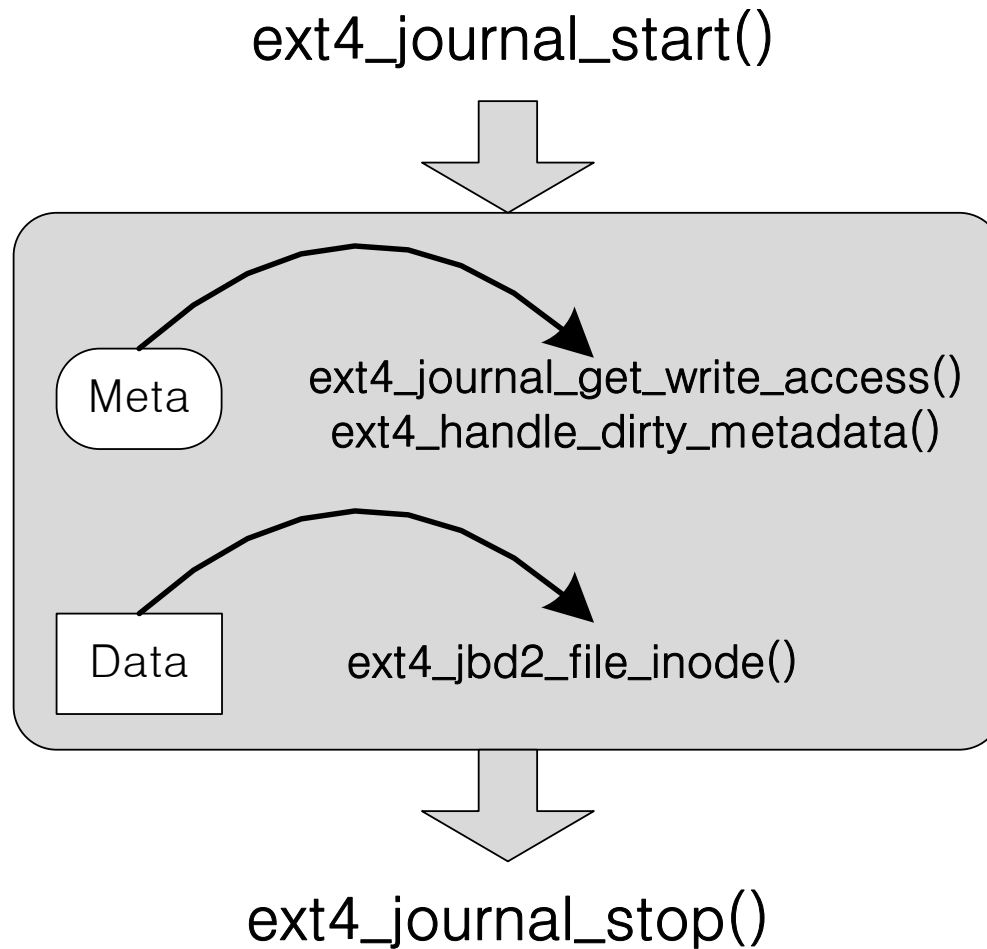 ext4_journal_start()
Meta
ext4_journal_get_write_access()
ext4_handle_dirty_metadata()
Data
ext4_jbd2_file_inode()
ext4_journal_stop()